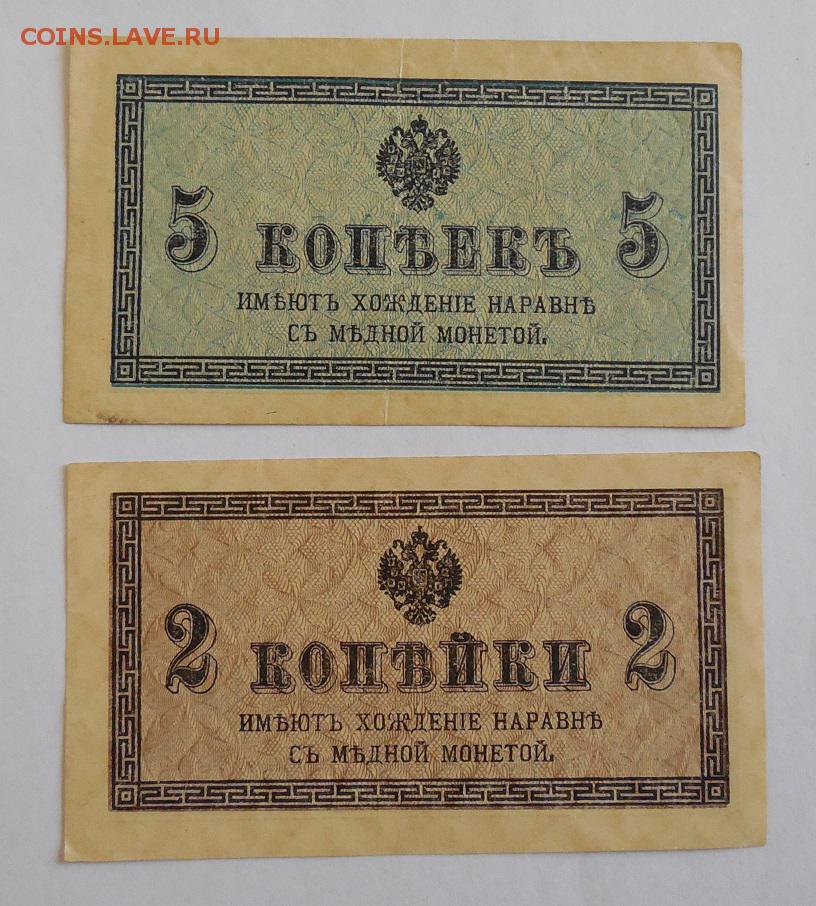 COINS.LAVE.RU
5 КОПѢЕКЪ 5
ИМѢЮТЪ ХОЖДЕНІЕ НАРАВНѢ
СЪ МѢДНОЙ МОНЕТОЙ.
2 КОПѢЙКИ 2
ИМѢЮТЪ ХОЖДЕНІЕ НАРАВНѢ
СЪ МѢДНОЙ МОНЕТОЙ.